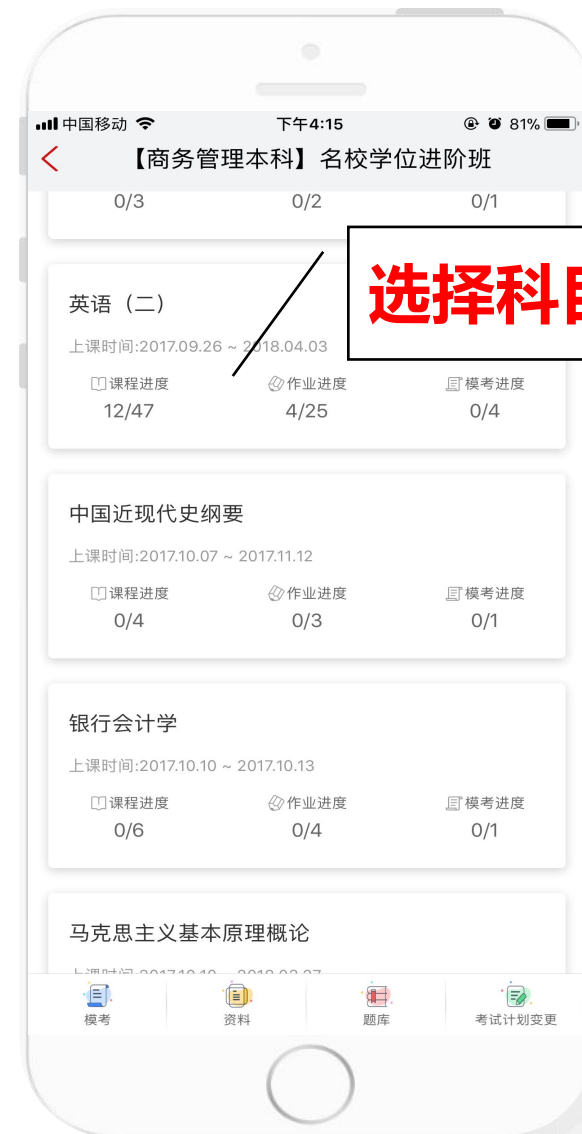 中国移动 下午4:15 81%
【商务管理本科】名校学位进阶班
0/3 0/2 0/1
选择科目
英语（二）
上课时间:2017.09.26 ~ 2018.04.03
课程进度 作业进度 模考进度
12/47 4/25 0/4
中国近现代史纲要
上课时间:2017.10.07 ~ 2017.11.12
课程进度 作业进度 模考进度
0/4 0/3 0/1
银行会计学
上课时间:2017.10.10 ~ 2017.10.13
课程进度 作业进度 模考进度
0/6 0/4 0/1
马克思主义基本原理概论
模考 资料 题库 考试计划变更